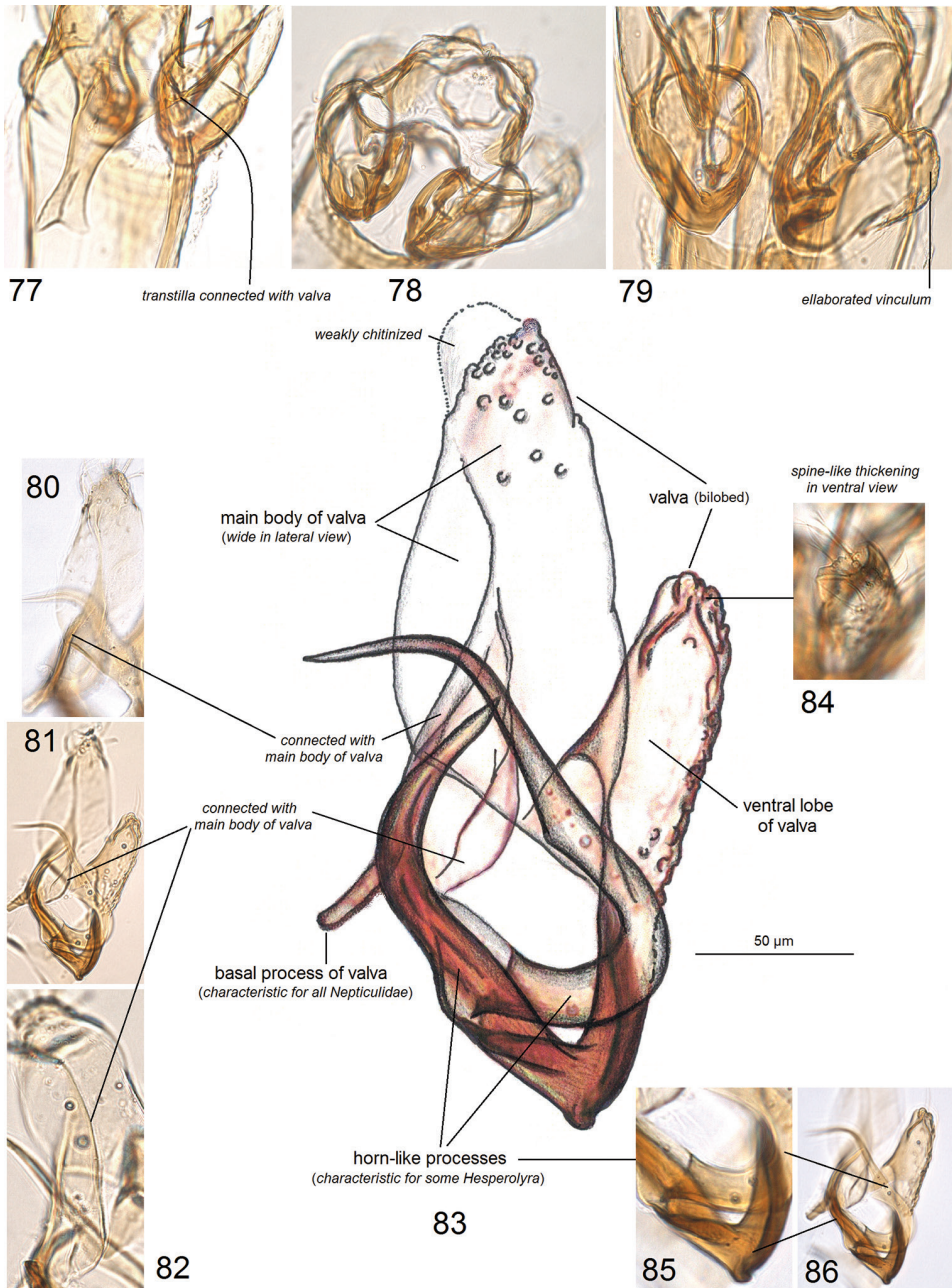 77
78
79
transtilla connected with valva
ellaborated vinculum
weakly chitinized
80
spine-like thickening
in ventral view
valva (bilobed)
main body of valva
(wide in lateral view)
84
81
connected with
main body of valva
connected with
main body of valva
ventral lobe
of valva
50 µm
basal process of valva
(characteristic for all Nepticulidae)
horn-like processes
(characteristic for some Hesperolyra)
82
83
85
86